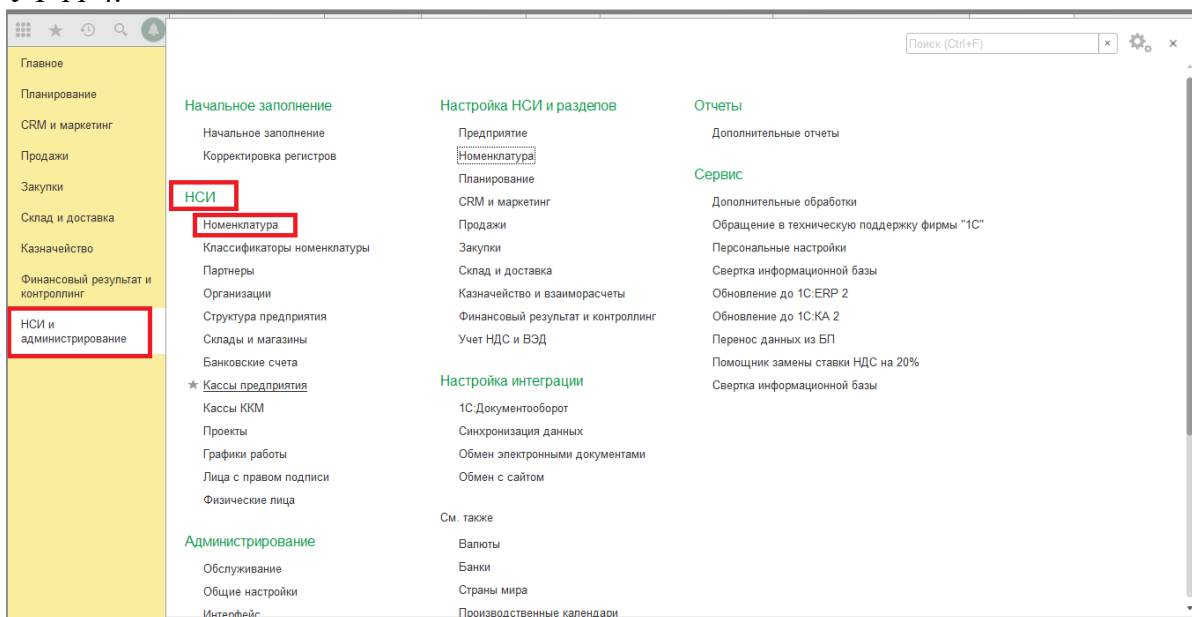 Поиск (Ctrl+F)
Главное
Планирование
CRM и маркетинг
Продажи
Закупки
Склад и доставка
Казначейство
Финансовый результат и
контроллинг
НСИ и
администрирование
Начальное заполнение
Начальное заполнение
Корректировка регистров
НСИ
Номенклатура
Классификаторы номенклатуры
Партнеры
Организации
Структура предприятия
Склады и магазины
Банковские счета
Кассы предприятия
Кассы ККМ
Проекты
Графики работы
Лица с правом подписи
Физические лица
Администрирование
Обслуживание
Общие настройки
Интерфейс
Настройка НСИ и разделов
Предприятие
Номенклатура
Планирование
CRM и маркетинг
Продажи
Закупки
Склад и доставка
Казначейство и взаиморасчеты
Финансовый результат и контроллинг
Учет НДС и ВЭД
Настройка интеграции
1С:Документооборот
Синхронизация данных
Обмен электронными документами
Обмен с сайтом
См. также
Валюты
Банки
Страны мира
Производственные календари
Отчеты
Дополнительные отчеты
Сервис
Дополнительные обработки
Обращение в техническую поддержку фирмы "1С"
Персональные настройки
Свертка информационной базы
Обновление до 1С:ERP 2
Обновление до 1С:КА 2
Перенос данных из БП
Помощник замены ставки НДС на 20%
Свертка информационной базы